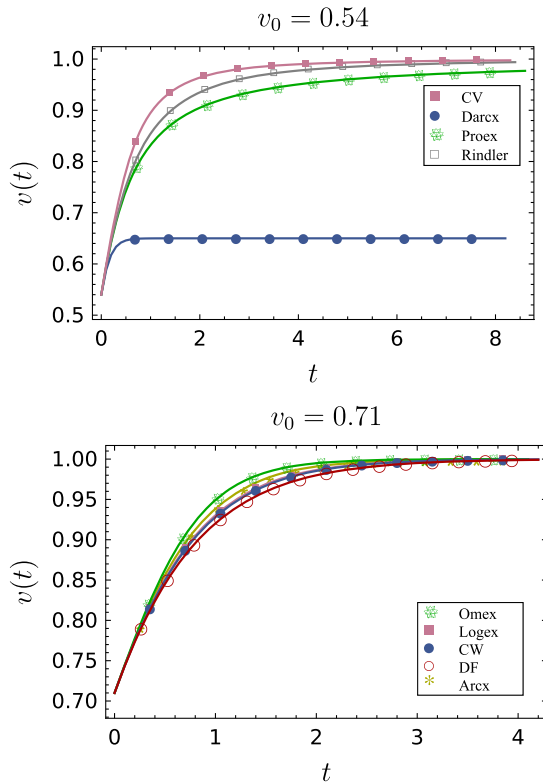 v₀ = 0.54
1.0
0.9
0.8
0.7
0.6
0.5
v(t)
CV
Darcx
Proex
Rindler
0 2 4 6 8
t
v₀ = 0.71
1.00
0.95
0.90
0.85
0.80
0.75
0.70
v(t)
Omex
Logex
CW
DF
Arcx
0 1 2 3 4
t